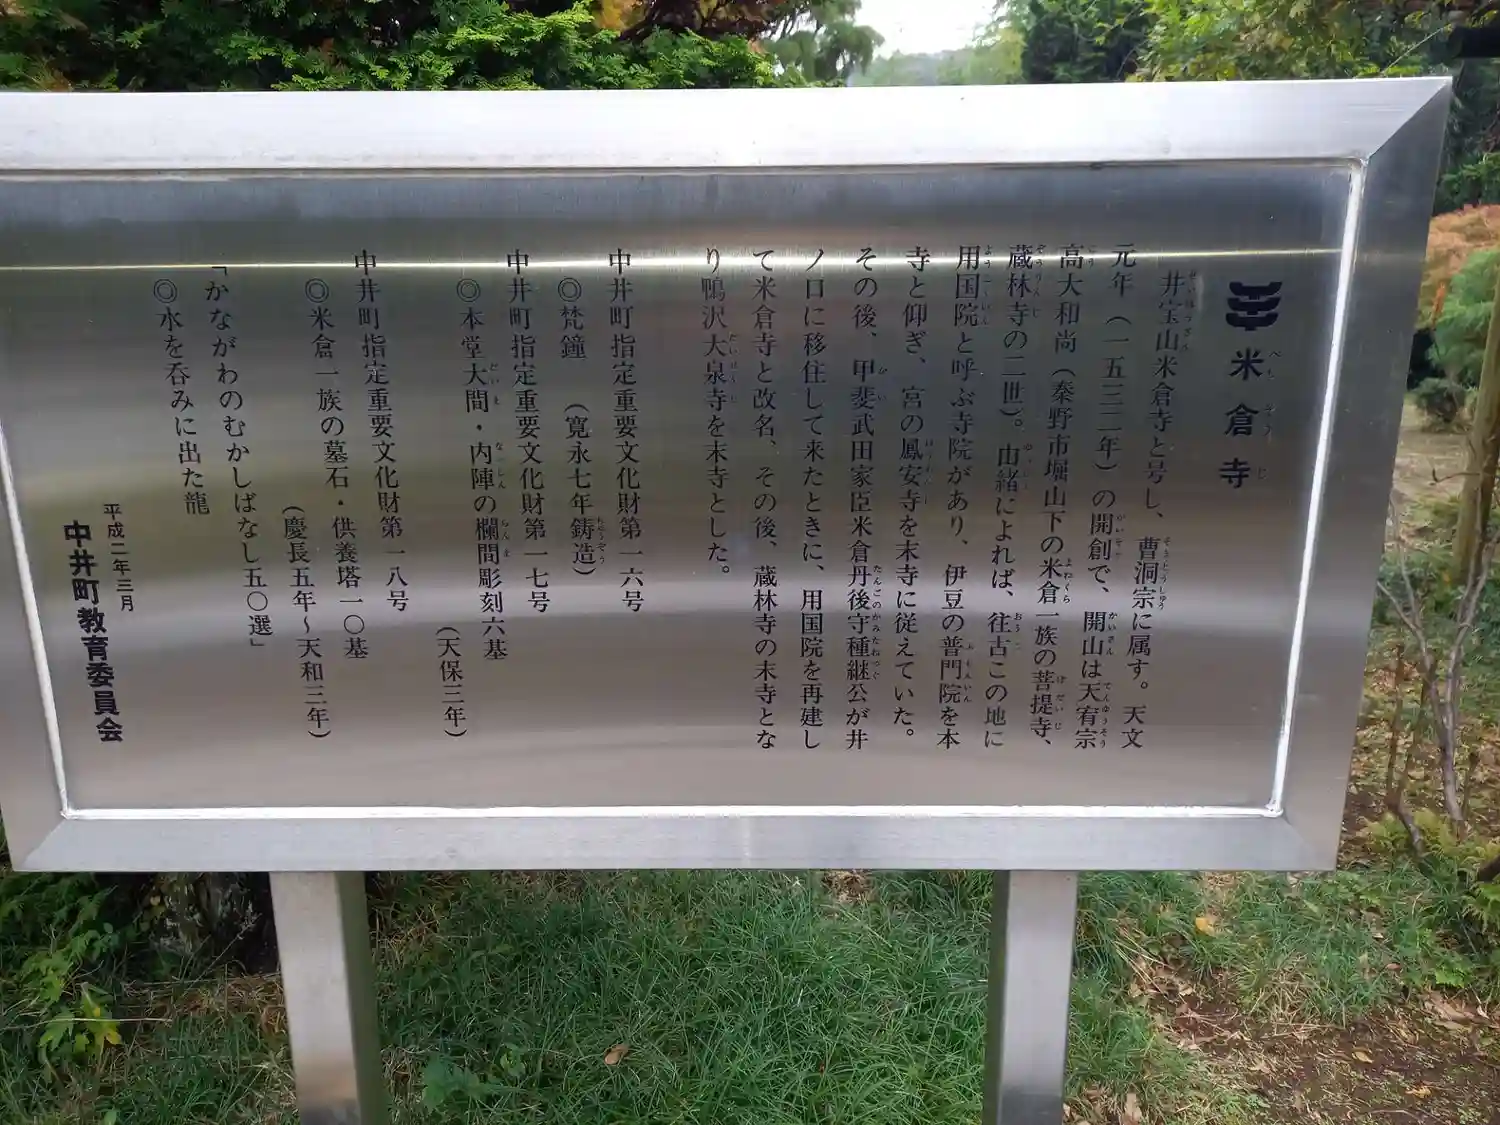 米倉寺
井宝山米倉寺と号し、曹洞宗に属す。天文
元年（一五三二年）の開創で、開山は天宥宗
高大和尚（秦野市堀山下の米倉一族の菩提寺、
蔵林寺の二世）。由緒によれば、往古この地に
用国院と呼ぶ寺院があり、伊豆の普門院を本
寺と仰ぎ、宮の鳳安寺を末寺に従えていた。
その後、甲斐武田家臣米倉丹後守種継公が井
ノ口に移住して来たときに、用国院を再建し
て米倉寺と改名、その後、蔵林寺の末寺とな
り鴨沢大泉寺を末寺とした。
中井町指定重要文化財第一六号
◎梵鐘　（寛永七年鋳造）
中井町指定重要文化財第一七号
◎本堂大間・内陣の欄間彫刻六基
（天保三年）
中井町指定重要文化財第一八号
◎米倉一族の墓石・供養塔一〇基
（慶長五年～天和三年）
「かながわのむかしばなし五〇選」
◎水を呑みに出た龍
平成二年三月
中井町教育委員会